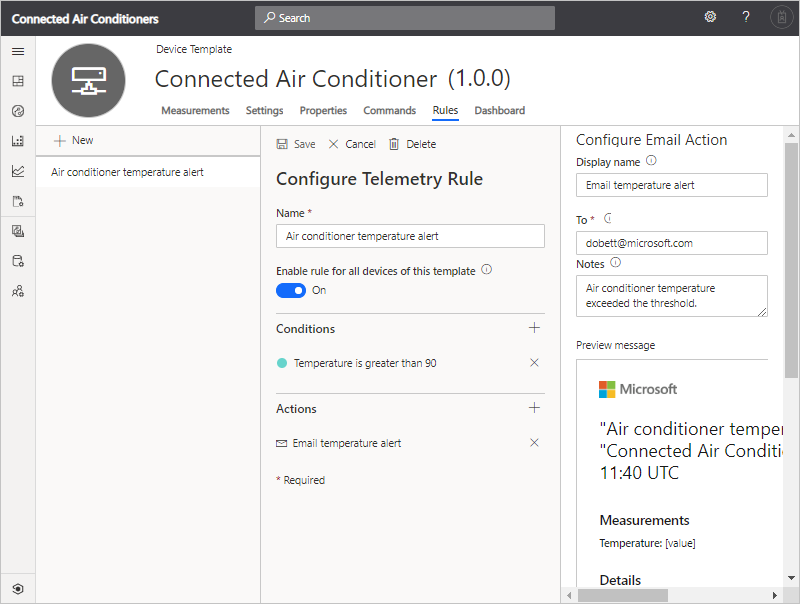 Connected Air Conditioners
Search
?
Device Template
Connected Air Conditioner (1.0.0)
Measurements Settings Properties Commands Rules Dashboard
New
Air conditioner temperature alert
Save Cancel Delete
Configure Telemetry Rule
Name *
Air conditioner temperature alert
Enable rule for all devices of this template
On
Conditions
Temperature is greater than 90
Actions
Email temperature alert
* Required
Configure Email Action
Display name
Email temperature alert
To *
dobett@microsoft.com
Notes
Air conditioner temperature
exceeded the threshold.
Preview message
Microsoft
"Air conditioner temper
"Connected Air Conditi
11:40 UTC
Measurements
Temperature: [value]
Details